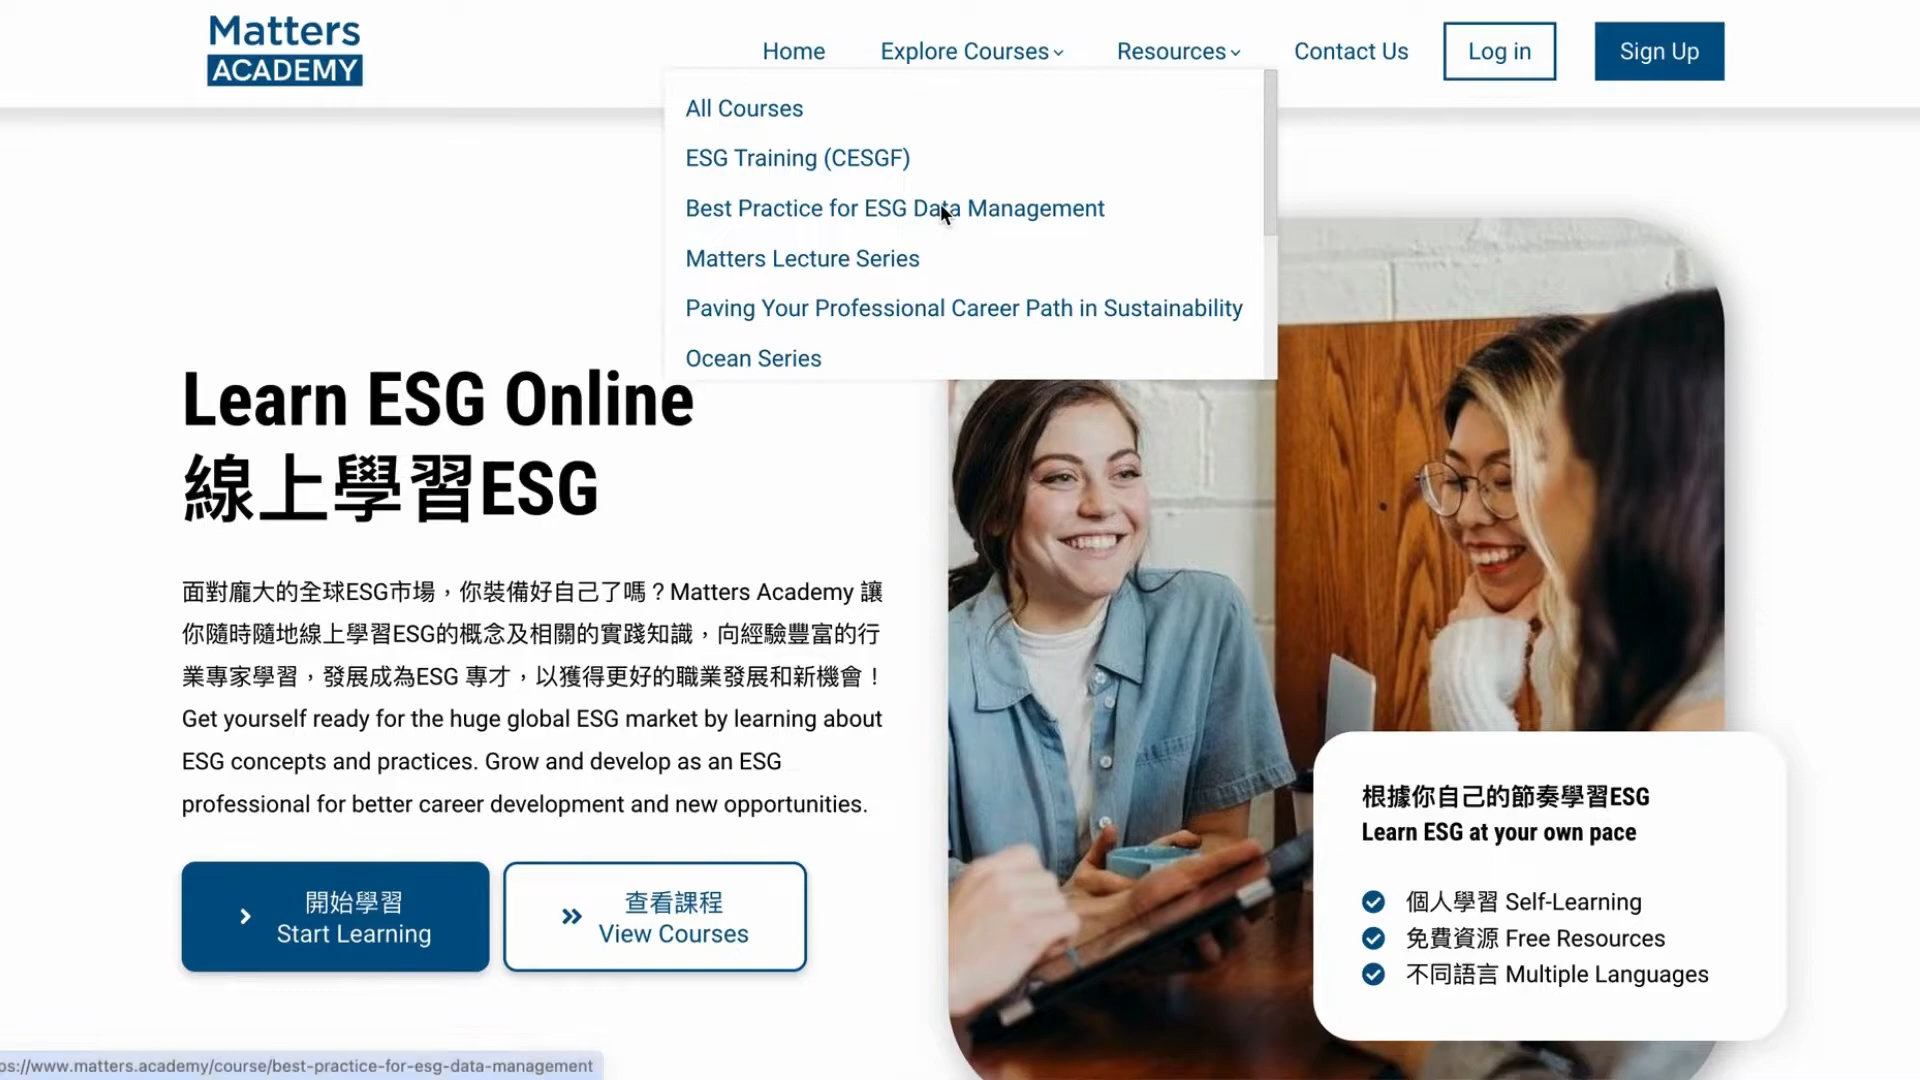 Matters
ACADEMY
Home
Explore Courses
Resources
Contact Us
Log in
Sign Up
All Courses
ESG Training (CESGF)
Best Practice for ESG Data Management
Matters Lecture Series
Paving Your Professional Career Path in Sustainability
Ocean Series
Learn ESG Online
線上學習ESG
面對龐大的全球ESG市場，你裝備好自己了嗎？Matters Academy 讓
你隨時隨地線上學習ESG的概念及相關的實踐知識，向經驗豐富的行
業專家學習，發展成為ESG 專才，以獲得更好的職業發展和新機會！
Get yourself ready for the huge global ESG market by learning about
ESG concepts and practices. Grow and develop as an ESG
professional for better career development and new opportunities.
開始學習
Start Learning
查看課程
View Courses
根據你自己的節奏學習ESG
Learn ESG at your own pace
個人學習 Self-Learning
免費資源 Free Resources
不同語言 Multiple Languages
ps://www.matters.academy/course/best-practice-for-esg-data-management